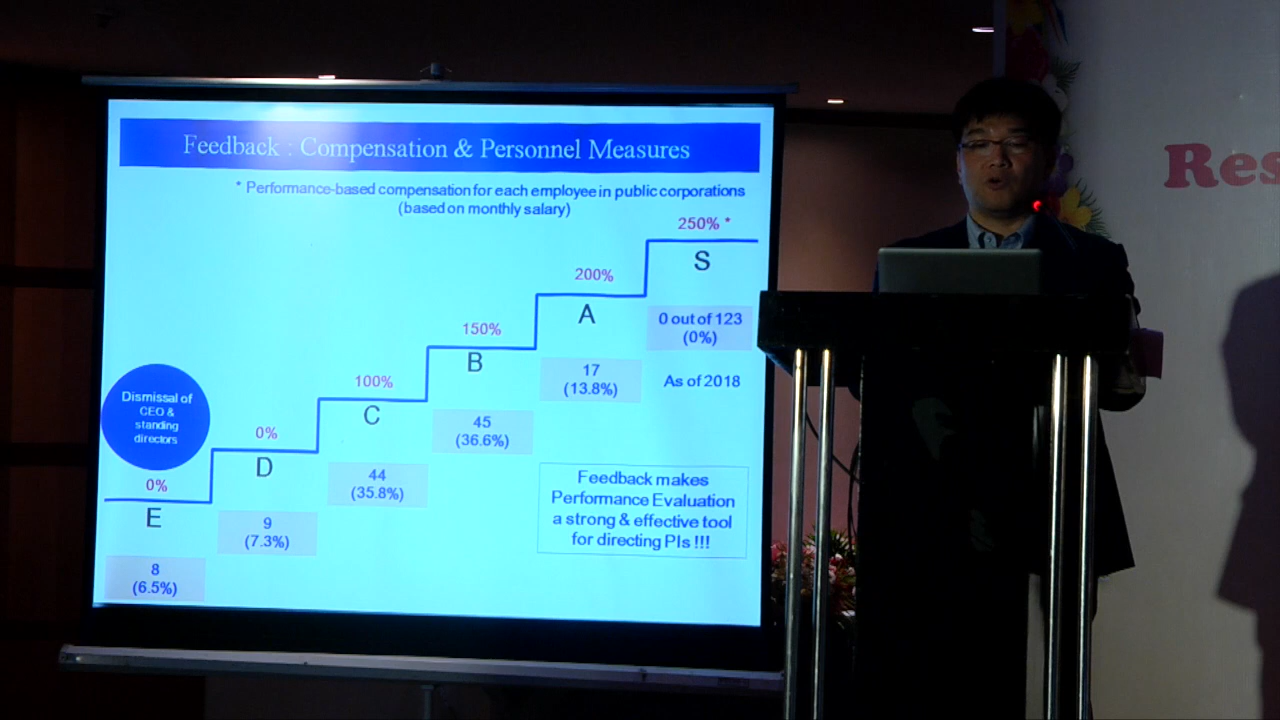 Feedback : Compensation & Personnel Measures
* Performance-based compensation for each employee in public corporations
(based on monthly salary)
250% *
S
0 out of 123
(0%)
As of 2018
200%
A
17
(13.8%)
150%
B
45
(36.6%)
100%
C
44
(35.8%)
0%
D
9
(7.3%)
Dismissal of
CEO &
standing
directors
0%
E
8
(6.5%)
Feedback makes
Performance Evaluation
a strong & effective tool
for directing PIs !!!
Res